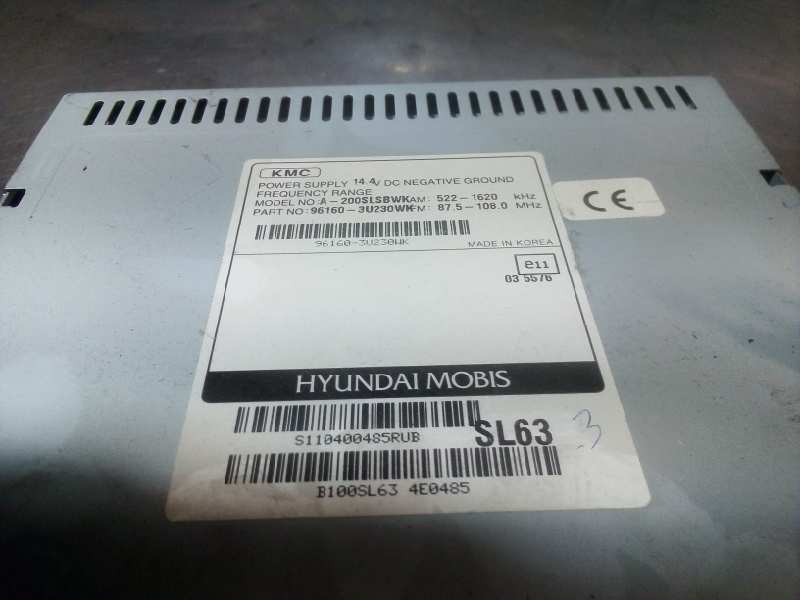 KMC
POWER SUPPLY 14.4V DC NEGATIVE GROUND
FREQUENCY RANGE
MODEL NO: A-200SLSBWK AM: 522-1620 KHz
PART NO: 96160-3U230WK FM: 87.5-108.0 MHz
96160-3U230WK MADE IN KOREA
e11
03 5576
CE
HYUNDAI MOBIS
S110400485RUB SL63 3
B100SL63 4E0485